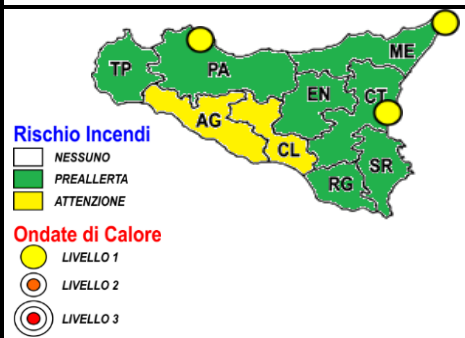 ME
TP
PA
EN
CT
AG
CL
SR
RG
Rischio Incendi
NESSUNO
PREALLERTA
ATTENZIONE
Ondate di Calore
LIVELLO 1
LIVELLO 2
LIVELLO 3